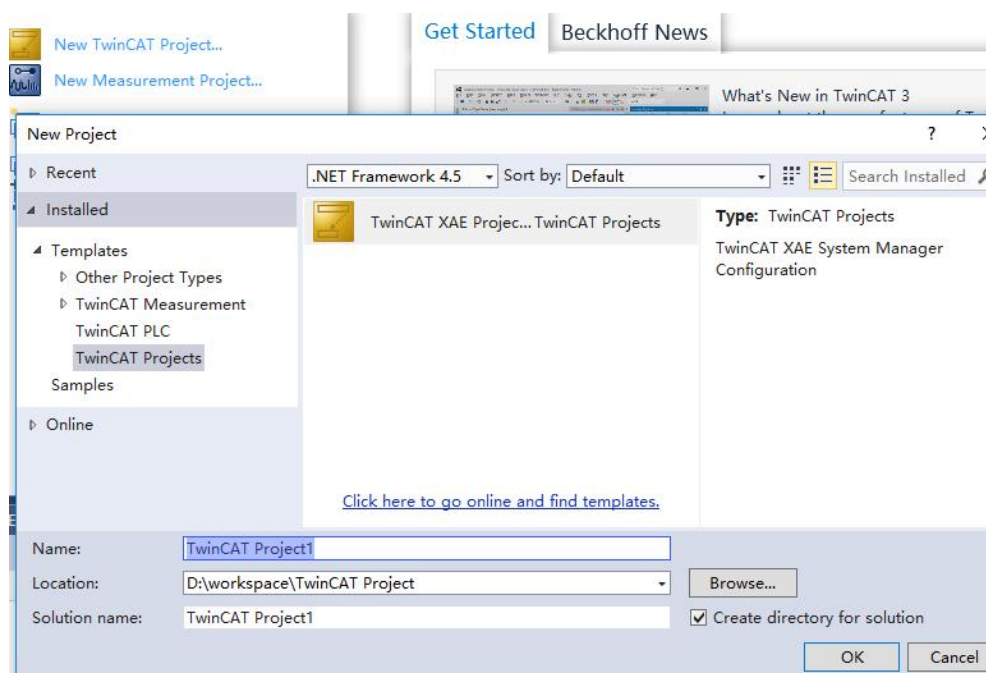 New TwinCAT Project...
New Measurement Project...
Get Started
Beckhoff News
What's New in TwinCAT 3
New Project
?
Recent
.NET Framework 4.5
Sort by:
Default
Search Installed
Installed
Templates
Other Project Types
TwinCAT Measurement
TwinCAT PLC
TwinCAT Projects
Samples
Online
TwinCAT XAE Projec... TwinCAT Projects
Type: TwinCAT Projects
TwinCAT XAE System Manager
Configuration
Click here to go online and find templates.
Name:
TwinCAT Project1
Location:
D:\workspace\TwinCAT Project
Browse...
Solution name:
TwinCAT Project1
Create directory for solution
OK
Cancel